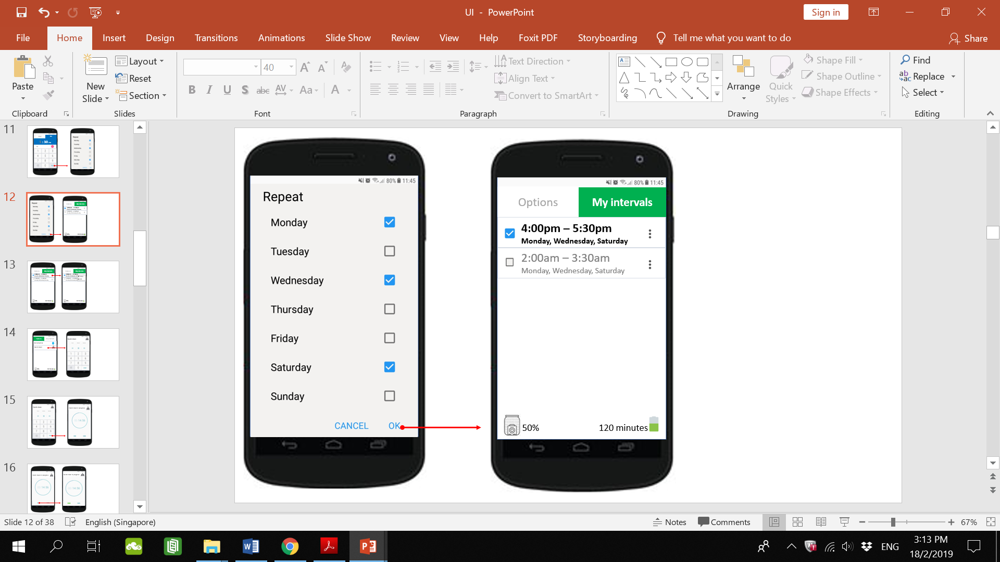 UI - PowerPoint
Sign in
File Home Insert Design Transitions Animations Slide Show Review View Help Foxit PDF Storyboarding Tell me what you want to do Share
Paste
Clipboard
New Slide
Layout
Reset
Section
Slides
40
B I U S abc AV Aa A
Font
Text Direction
Align Text
Convert to SmartArt
Paragraph
Arrange
Quick Styles
Shape Fill
Shape Outline
Shape Effects
Drawing
Find
Replace
Select
Editing
11
12
13
14
15
16
80% 11:45
Repeat
Monday
Tuesday
Wednesday
Thursday
Friday
Saturday
Sunday
CANCEL OK
80% 11:45
Options My intervals
4:00pm – 5:30pm
Monday, Wednesday, Saturday
2:00am – 3:30am
Monday, Wednesday, Saturday
50% 120 minutes
Slide 12 of 38 English (Singapore) Notes Comments 67%
ENG
3:13 PM
18/2/2019